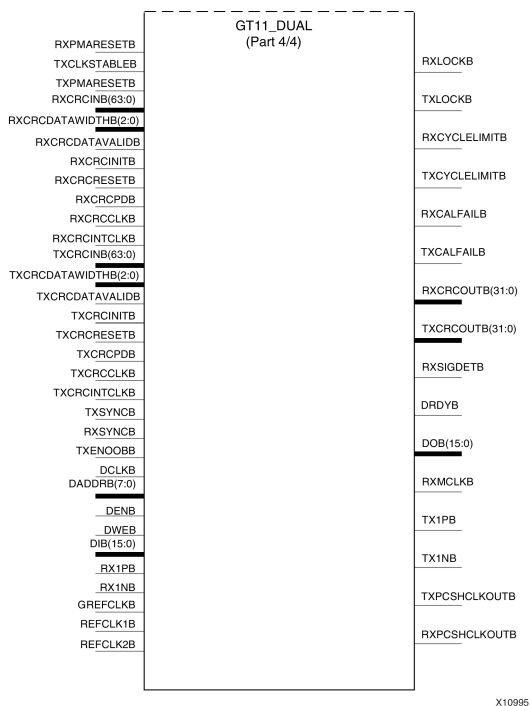 GT11_DUAL
(Part 4/4)
RXPMARESETB
TXCLKSTABLEB
TXPMARESETB
RXCRCINB(63:0)
RXCRCDATAWIDTHB(2:0)
RXCRCDATAVALIDB
RXCRCINITB
RXCRCRESETB
RXCRCPDB
RXCRCCLKB
RXCRCINTCLKB
TXCRCINB(63:0)
TXCRCDATAWIDTHB(2:0)
TXCRCDATAVALIDB
TXCRCINITB
TXCRCRESETB
TXCRCPDB
TXCRCCLKB
TXCRCINTCLKB
TXSYNCB
RXSYNCB
TXENOOBB
DCLKB
DADDRB(7:0)
DENB
DWEB
DIB(15:0)
RX1PB
RX1NB
GREFCLKB
REFCLK1B
REFCLK2B
RXLOCKB
TXLOCKB
RXCYCLELIMITB
TXCYCLELIMITB
RXCALFAILB
TXCALFAILB
RXCRCOUTB(31:0)
TXCRCOUTB(31:0)
RXSIGDETB
DRDYB
DOB(15:0)
RXMCLKB
TX1PB
TX1NB
TXPCSHCLKOUTB
RXPCSHCLKOUTB
X10995